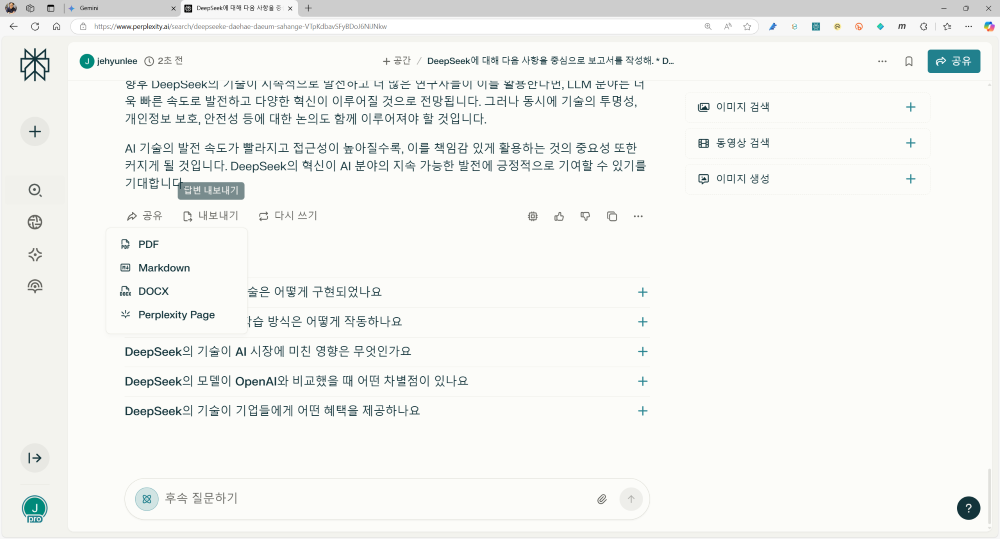 Gemini
DeepSeek에 대해 다음 사항을 중
https://www.perplexity.ai/search/deepseeke-daehae-daeum-sahange-V1pKdbavSFyBDoJ6NUNkw
jehyunlee 2초 전
공간 / DeepSeek에 대해 다음 사항을 중심으로 보고서를 작성해. * D...
공유
향후 DeepSeek의 기술이 지속적으로 발전하고 더 많은 연구자들이 이를 활용한다면, LLM 분야는 더
욱 빠른 속도로 발전하고 다양한 혁신이 이루어질 것으로 전망됩니다. 그러나 동시에 기술의 투명성,
개인정보 보호, 안전성 등에 대한 논의도 함께 이루어져야 할 것입니다.
AI 기술의 발전 속도가 빨라지고 접근성이 높아질수록, 이를 책임감 있게 활용하는 것의 중요성 또한
커지게 될 것입니다. DeepSeek의 혁신이 AI 분야의 지속 가능한 발전에 긍정적으로 기여할 수 있기를
기대합니다.
답변 내보내기
공유 내보내기 다시 쓰기
PDF
Markdown
DOCX
Perplexity Page
술은 어떻게 구현되었나요
학습 방식은 어떻게 작동하나요
DeepSeek의 기술이 AI 시장에 미친 영향은 무엇인가요
DeepSeek의 모델이 OpenAI와 비교했을 때 어떤 차별점이 있나요
DeepSeek의 기술이 기업들에게 어떤 혜택을 제공하나요
후속 질문하기
이미지 검색
동영상 검색
이미지 생성
J
pro
?